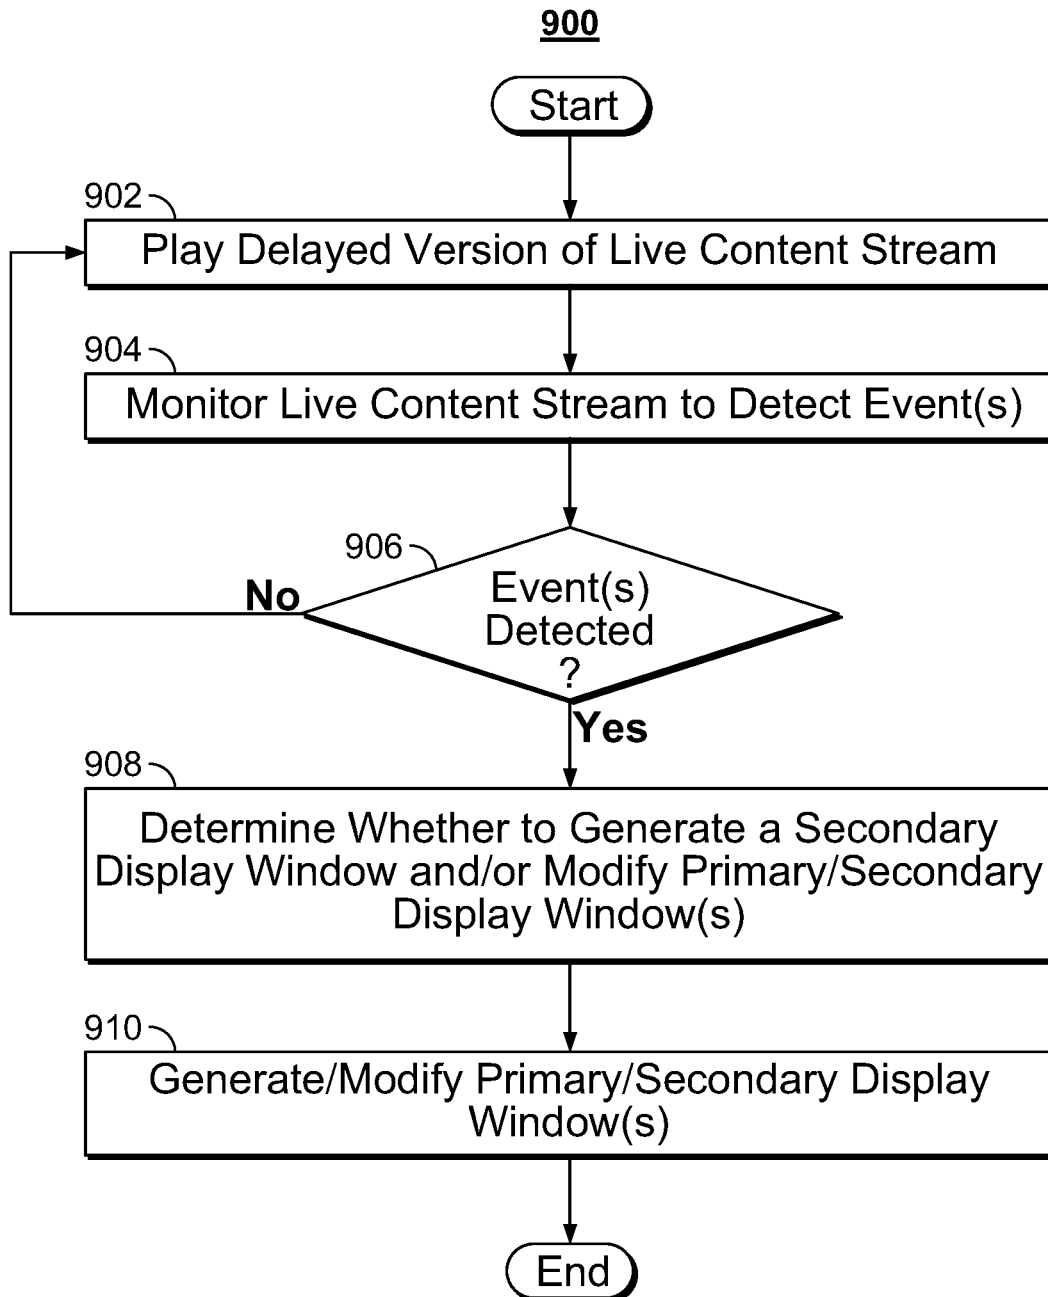 900
Start
902
Play Delayed Version of Live Content Stream
904
Monitor Live Content Stream to Detect Event(s)
906
Event(s)
Detected
?
No
Yes
908
Determine Whether to Generate a Secondary
Display Window and/or Modify Primary/Secondary
Display Window(s)
910
Generate/Modify Primary/Secondary Display
Window(s)
End